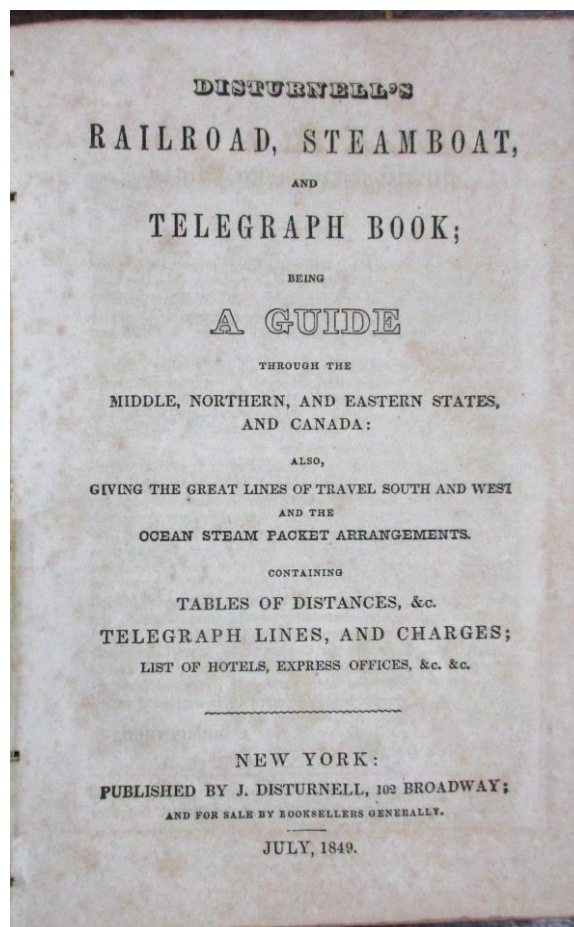 DISTURNELL'S
RAILROAD, STEAMBOAT,
AND
TELEGRAPH BOOK;
BEING
A GUIDE
THROUGH THE
MIDDLE, NORTHERN, AND EASTERN STATES,
AND CANADA:
ALSO,
GIVING THE GREAT LINES OF TRAVEL SOUTH AND WEST
AND THE
OCEAN STEAM PACKET ARRANGEMENTS.
CONTAINING
TABLES OF DISTANCES, &c.
TELEGRAPH LINES, AND CHARGES;
LIST OF HOTELS, EXPRESS OFFICES, &c. &c.
NEW YORK:
PUBLISHED BY J. DISTURNELL, 102 BROADWAY;
AND FOR SALE BY BOOKSELLERS GENERALLY.
JULY, 1849.